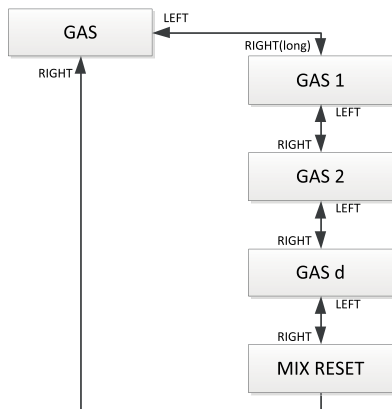 LEFT
GAS
RIGHT(long)
RIGHT
GAS 1
LEFT
RIGHT
GAS 2
LEFT
RIGHT
GAS d
LEFT
RIGHT
MIX RESET